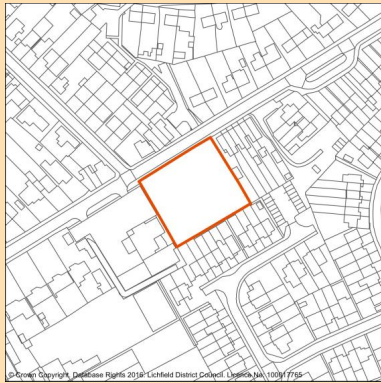 © Crown Copyright, Database Rights 2016. Lichfield District Council. Licence No: 100017765